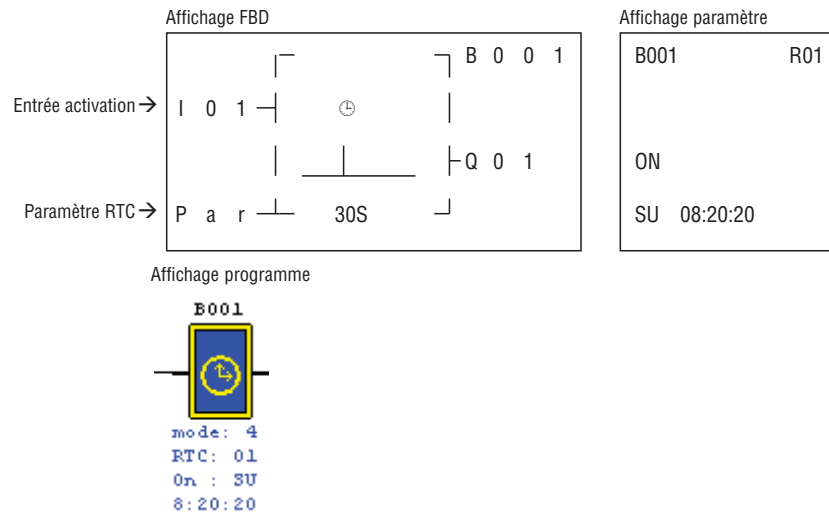 Affichage FBD
B 0 0 1
Entrée activation → I 0 1
Q 0 1
Paramètre RTC → P a r 30S
Affichage paramètre
B001 R01
ON
SU 08:20:20
Affichage programme
B001
mode: 4
RTC: 01
On : SU
8:20:20